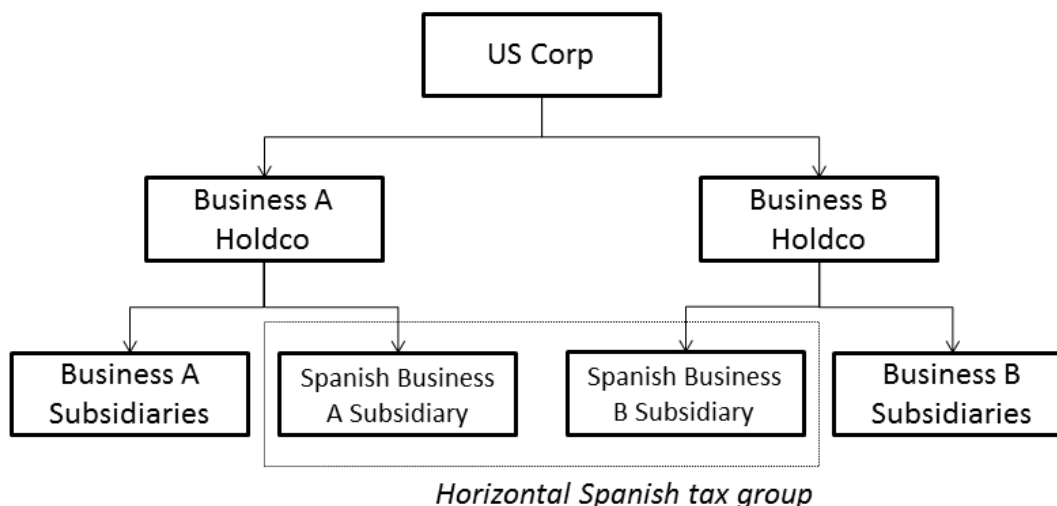 US Corp
Business A
Holdco
Business B
Holdco
Business A
Subsidiaries
Spanish Business
A Subsidiary
Spanish Business
B Subsidiary
Business B
Subsidiaries
Horizontal Spanish tax group